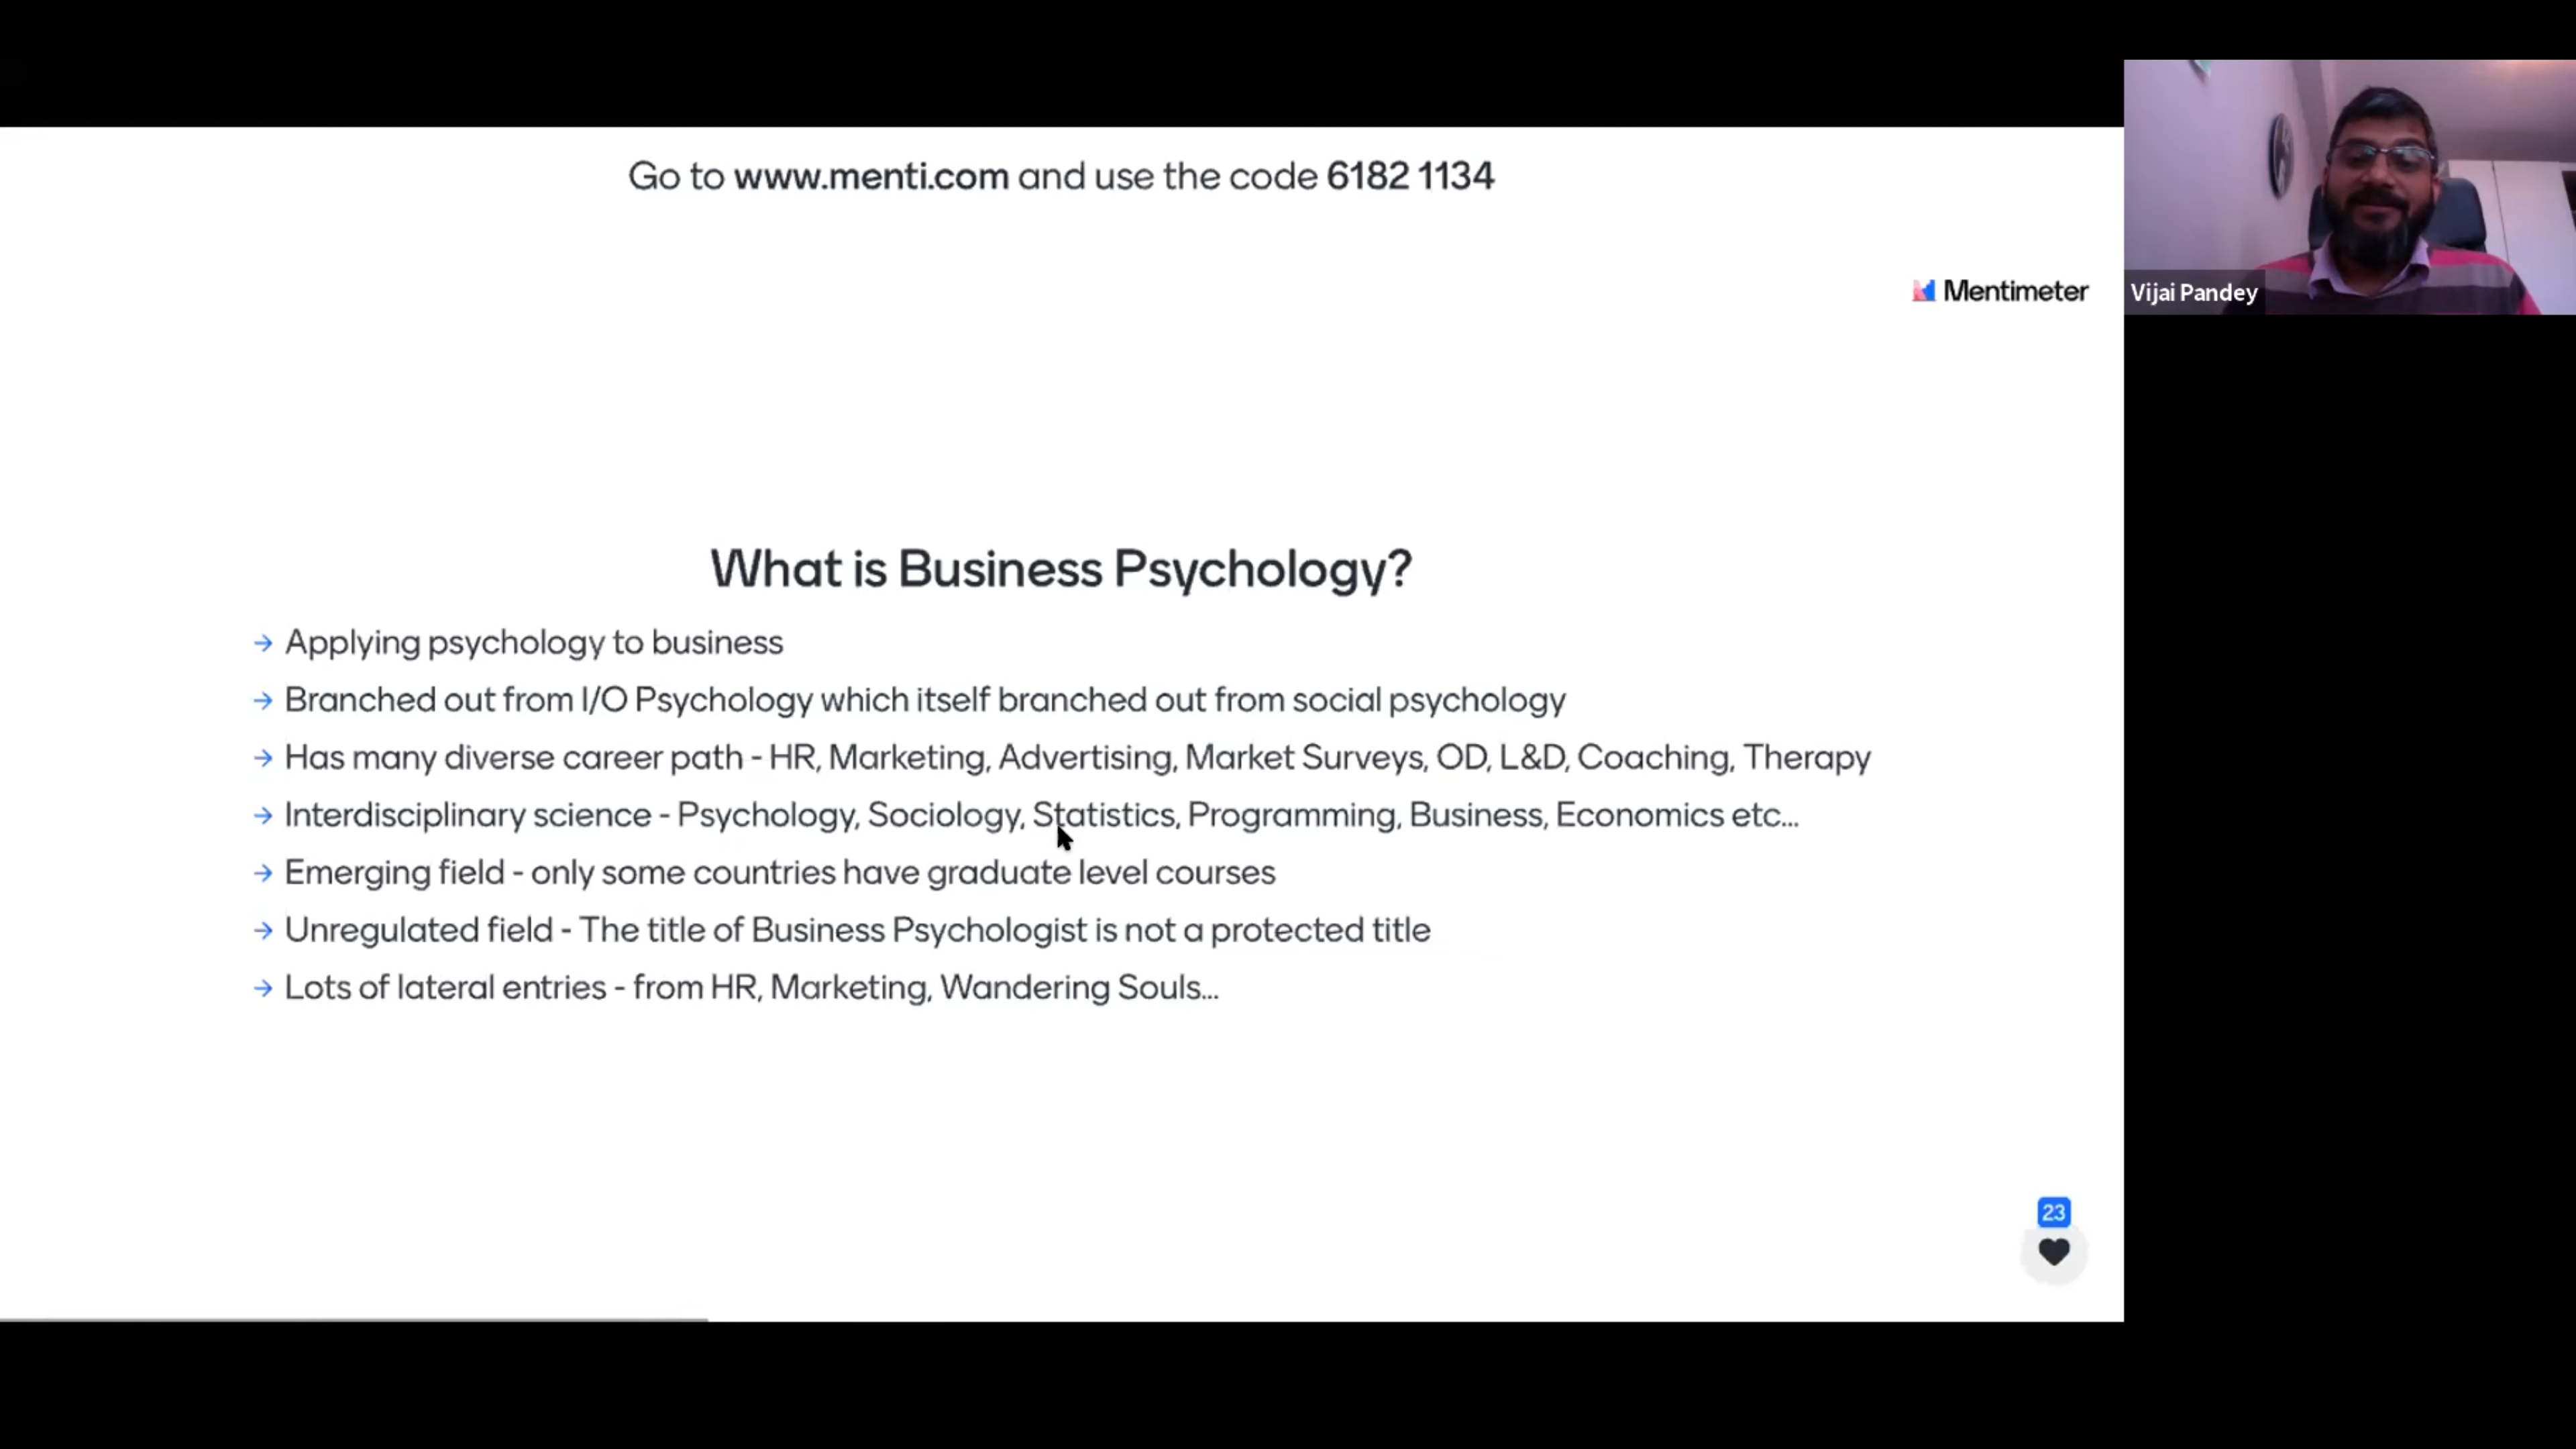 Go to www.menti.com and use the code 6182 1134
Mentimeter
Vijai Pandey
What is Business Psychology?
→ Applying psychology to business
→ Branched out from I/O Psychology which itself branched out from social psychology
→ Has many diverse career path - HR, Marketing, Advertising, Market Surveys, OD, L&D, Coaching, Therapy
→ Interdisciplinary science - Psychology, Sociology, Statistics, Programming, Business, Economics etc...
→ Emerging field - only some countries have graduate level courses
→ Unregulated field - The title of Business Psychologist is not a protected title
→ Lots of lateral entries - from HR, Marketing, Wandering Souls...
23